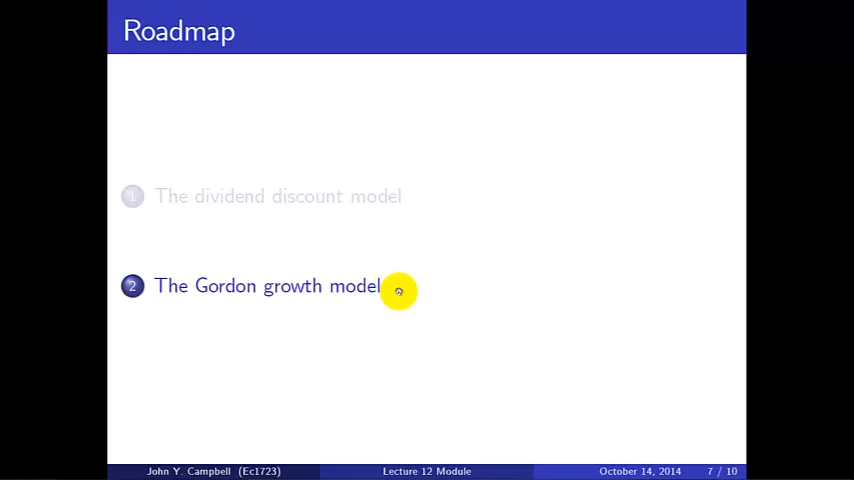 Roadmap
1 The dividend discount model
2 The Gordon growth model
John Y. Campbell (Ec1723) Lecture 12 Module October 14, 2014 7 / 10